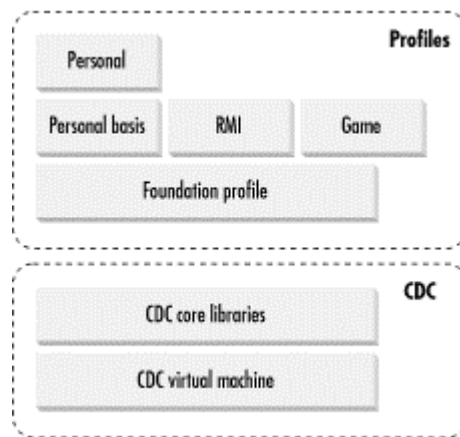 Profiles
Personal
Personal basis RMI Game
Foundation profile
CDC
CDC core libraries
CDC virtual machine